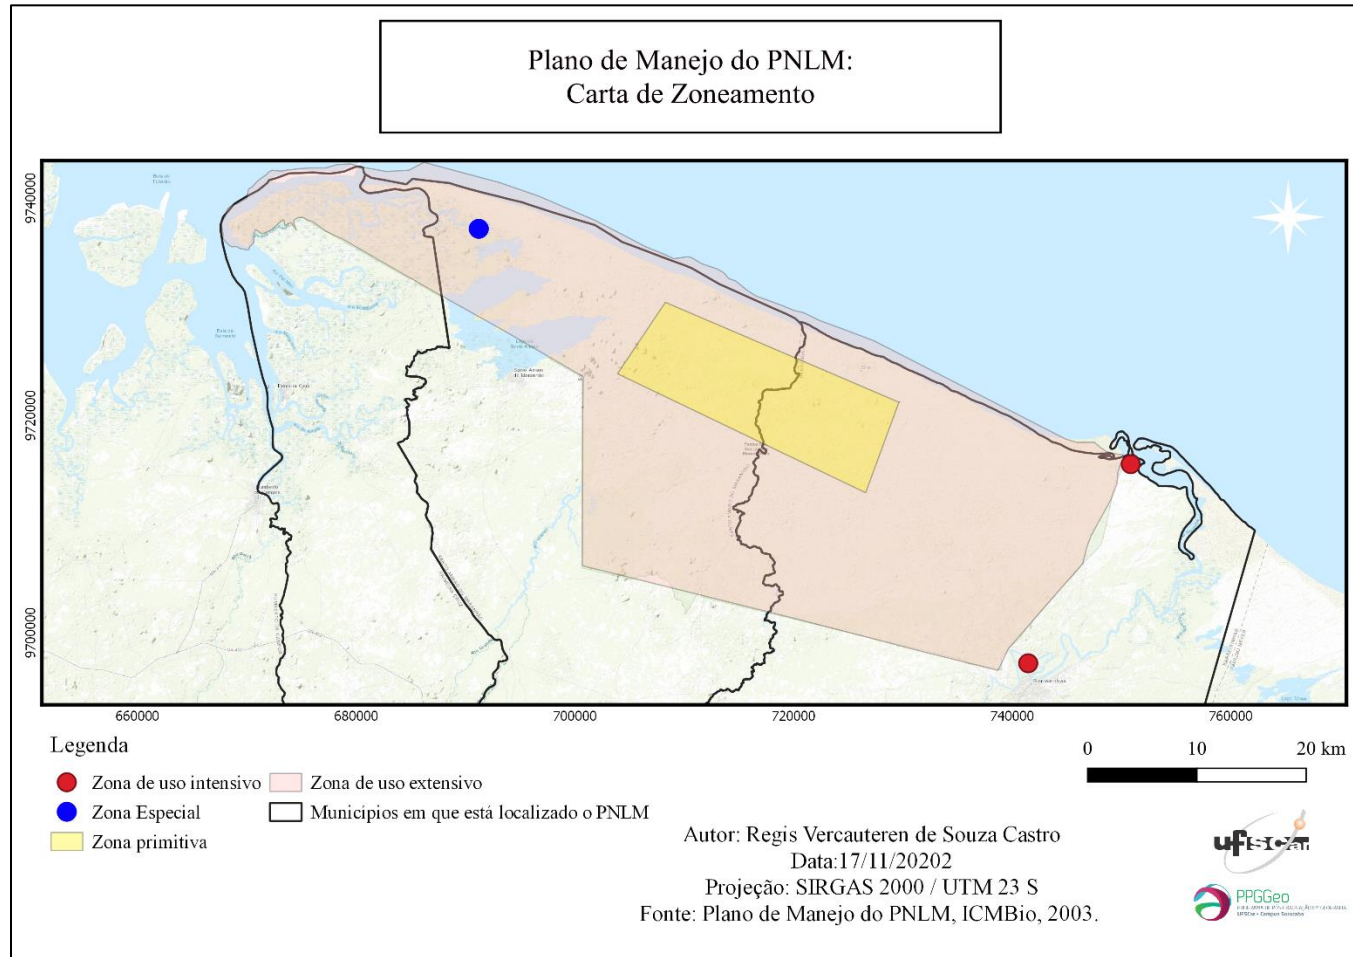 Plano de Manejo do PNLM:
Carta de Zoneamento
9740000
9720000
9700000
660000
680000
700000
720000
740000
760000
Legenda
Zona de uso intensivo
Zona de uso extensivo
Zona Especial
Municípios em que está localizado o PNLM
Zona primitiva
0 10 20 km
Autor: Regis Vercauteren de Souza Castro
Data:17/11/20202
Projeção: SIRGAS 2000 / UTM 23 S
Fonte: Plano de Manejo do PNLM, ICMBio, 2003.
ufscar
PPGGeo